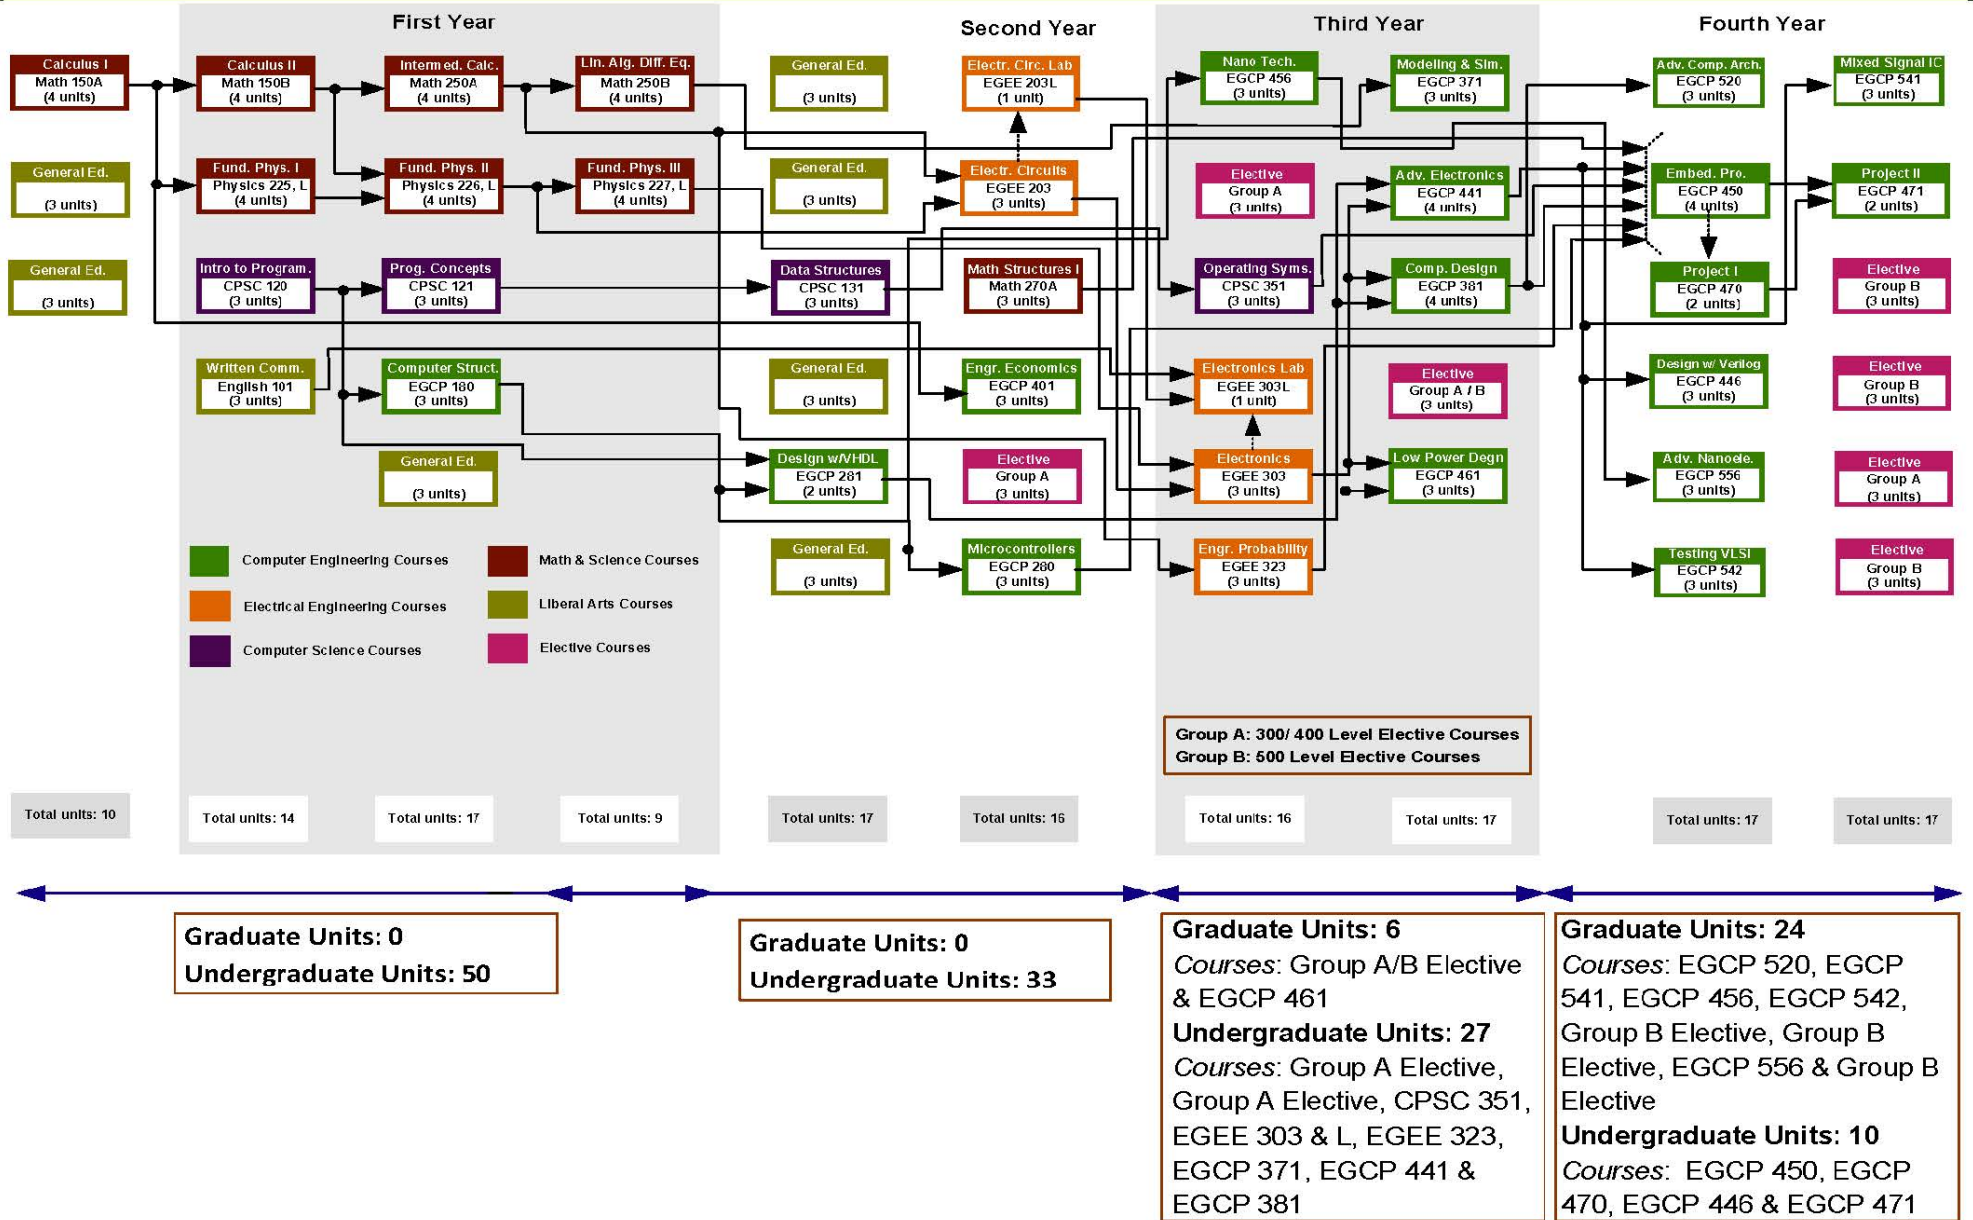 First Year
Second Year
Third Year
Fourth Year
Calculus I
Math 150A
(4 units)
General Ed.
(3 units)
General Ed.
(3 units)
Calculus II
Math 150B
(4 units)
Fund. Phys. I
Physics 225, L
(4 units)
Intro to Program.
CPSC 120
(3 units)
Written Comm.
English 101
(3 units)
Intermed. Calc.
Math 250A
(4 units)
Fund. Phys. II
Physics 226, L
(4 units)
Prog. Concepts
CPSC 121
(3 units)
Computer Struct.
EGCP 180
(3 units)
General Ed.
(3 units)
Lin. Alg. Diff. Eq.
Math 250B
(4 units)
Fund. Phys. III
Physics 227, L
(4 units)
General Ed.
(3 units)
General Ed.
(3 units)
Data Structures
CPSC 131
(3 units)
General Ed.
(3 units)
Design w/VHDL
EGCP 281
(2 units)
General Ed.
(3 units)
Electr. Circ. Lab
EGEE 203L
(1 unit)
Electr. Circuits
EGEE 203
(3 units)
Math Structures I
Math 270A
(3 units)
Engr. Economics
EGCP 401
(3 units)
Elective
Group A
(3 units)
Microcontrollers
EGCP 280
(3 units)
Nano Tech.
EGCP 456
(3 units)
Elective
Group A
(3 units)
Operating Syms.
CPSC 351
(3 units)
Electronics Lab
EGEE 303L
(1 unit)
Electronics
EGEE 303
(3 units)
Engr. Probability
EGEE 323
(3 units)
Modeling & Sim.
EGCP 371
(3 units)
Adv. Electronics
EGCP 441
(4 units)
Comp. Design
EGCP 381
(4 units)
Elective
Group A / B
(3 units)
Low Power Degn
EGCP 461
(3 units)
Adv. Comp. Arch.
EGCP 520
(3 units)
Embed. Pro.
EGCP 450
(4 units)
Project I
EGCP 470
(2 units)
Design w/ Verilog
EGCP 446
(3 units)
Adv. Nanoele.
EGCP 556
(3 units)
Testing VLSI
EGCP 542
(3 units)
Mixed Signal IC
EGCP 541
(3 units)
Project II
EGCP 471
(2 units)
Elective
Group B
(3 units)
Elective
Group B
(3 units)
Elective
Group A
(3 units)
Elective
Group B
(3 units)
Computer Engineering Courses
Electrical Engineering Courses
Computer Science Courses
Math & Science Courses
Liberal Arts Courses
Elective Courses
Group A: 300/ 400 Level Elective Courses
Group B: 500 Level Elective Courses
Total units: 10
Total units: 14
Total units: 17
Total units: 9
Total units: 17
Total units: 16
Total units: 16
Total units: 17
Total units: 17
Total units: 17
Graduate Units: 0
Undergraduate Units: 50
Graduate Units: 0
Undergraduate Units: 33
Graduate Units: 6
Courses: Group A/B Elective
& EGCP 461
Undergraduate Units: 27
Courses: Group A Elective,
Group A Elective, CPSC 351,
EGEE 303 & L, EGEE 323,
EGCP 371, EGCP 441 &
EGCP 381
Graduate Units: 24
Courses: EGCP 520, EGCP
541, EGCP 456, EGCP 542,
Group B Elective, Group B
Elective, EGCP 556 & Group B
Elective
Undergraduate Units: 10
Courses: EGCP 450, EGCP
470, EGCP 446 & EGCP 471